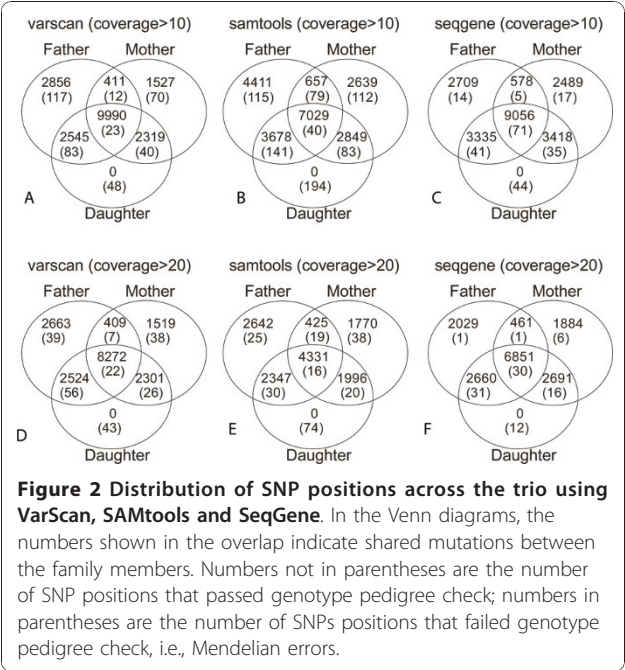 varscan (coverage>10)
Father Mother
2856
(117)
411
(12)
1527
(70)
9990
(23)
2545
(83)
2319
(40)
0
(48)
A
Daughter
samtools (coverage>10)
Father Mother
4411
(115)
657
(79)
2639
(112)
7029
(40)
3678
(141)
2849
(83)
0
(194)
B
Daughter
seqgene (coverage>10)
Father Mother
2709
(14)
578
(5)
2489
(17)
9056
(71)
3335
(41)
3418
(35)
0
(44)
C
Daughter
varscan (coverage>20)
Father Mother
2663
(39)
409
(7)
1519
(38)
8272
(22)
2524
(56)
2301
(26)
0
(43)
D
Daughter
samtools (coverage>20)
Father Mother
2642
(25)
425
(19)
1770
(38)
4331
(16)
2347
(30)
1996
(20)
0
(74)
E
Daughter
seqgene (coverage>20)
Father Mother
2029
(1)
461
(1)
1884
(6)
6851
(30)
2660
(31)
2691
(16)
0
(12)
F
Daughter
Figure 2 Distribution of SNP positions across the trio using
VarScan, SAMtools and SeqGene. In the Venn diagrams, the
numbers shown in the overlap indicate shared mutations between
the family members. Numbers not in parentheses are the number
of SNP positions that passed genotype pedigree check; numbers in
parentheses are the number of SNPs positions that failed genotype
pedigree check, i.e., Mendelian errors.